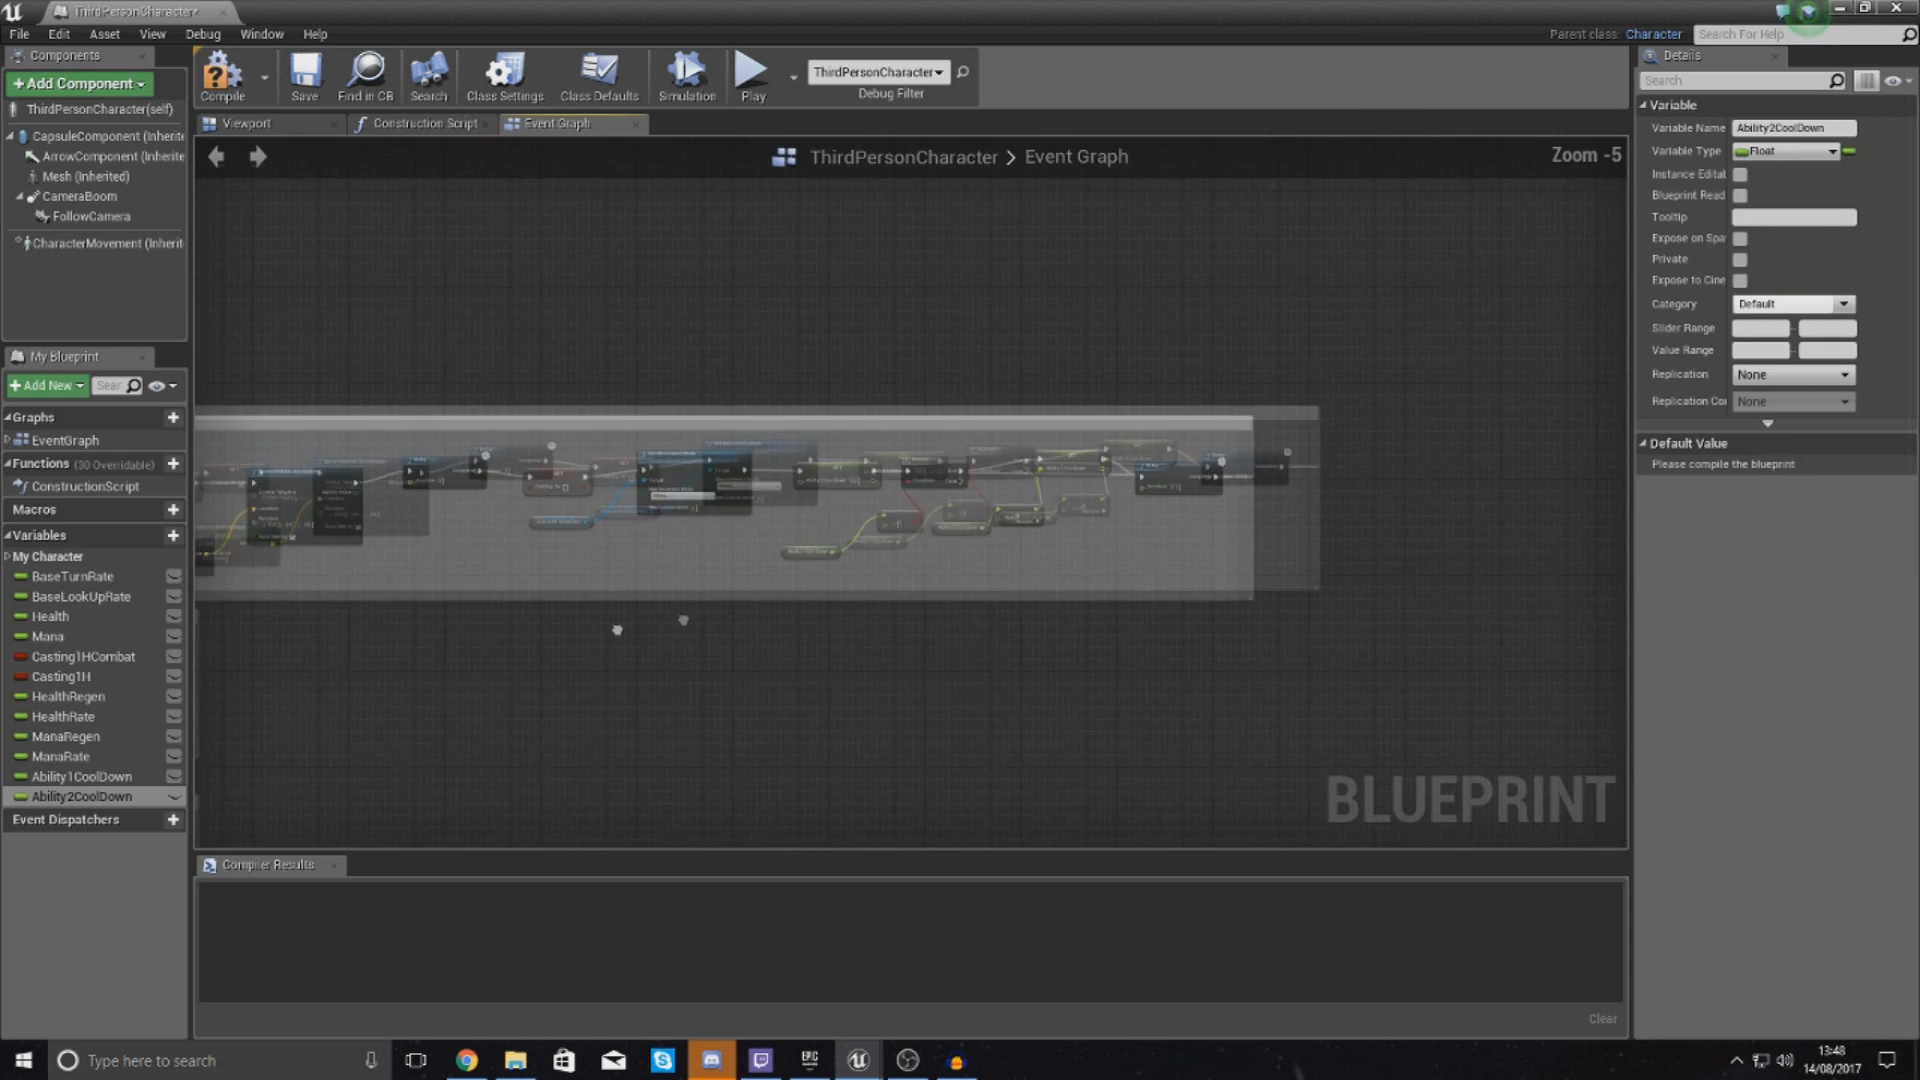 ThirdPersonCharacter*
File Edit Asset View Debug Window Help
Parent class: Character Search For Help
Components
+Add Component
ThirdPersonCharacter(self)
CapsuleComponent (Inherite
ArrowComponent (Inherite
Mesh (Inherited)
CameraBoom
FollowCamera
CharacterMovement (Inherit
Compile Save Find in CB Search Class Settings Class Defaults Simulation Play
ThirdPersonCharacter
Debug Filter
Viewport Construction Script Event Graph
ThirdPersonCharacter > Event Graph
Zoom -5
BLUEPRINT
My Blueprint
+Add New Sear
Graphs
EventGraph
Functions (30 Overridable)
ConstructionScript
Macros
Variables
My Character
BaseTurnRate
BaseLookUpRate
Health
Mana
Casting1HCombat
Casting1H
HealthRegen
HealthRate
ManaRegen
ManaRate
Ability1CoolDown
Ability2CoolDown
Event Dispatchers
Compiler Results
Clear
Details
Search
Variable
Variable Name Ability2CoolDown
Variable Type Float
Instance Edital
Blueprint Read
Tooltip
Expose on Spa
Private
Expose to Cine
Category Default
Slider Range
Value Range
Replication None
Replication Coi None
Default Value
Please compile the blueprint
Type here to search
EPIC
13:48
14/08/2017